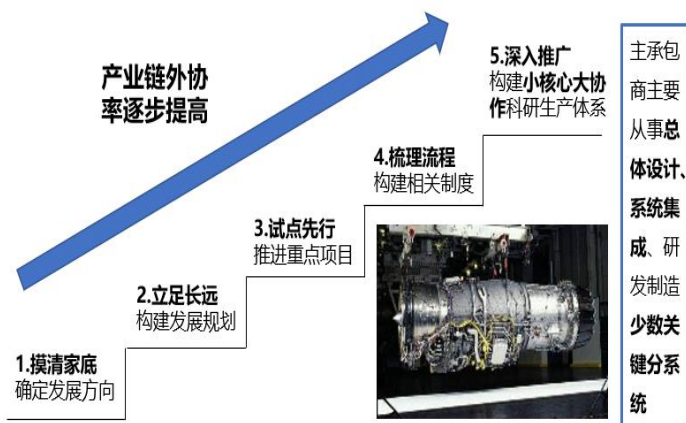 产业链外协
率逐步提高
1.摸清家底
确定发展方向
2.立足长远
构建发展规划
3.试点先行
推进重点项目
4.梳理流程
构建相关制度
5.深入推广
构建小核心大协
作科研生产体系
主承包
商主要
从事总
体设计、
系统集
成、研
发制造
少数关
键分系
统